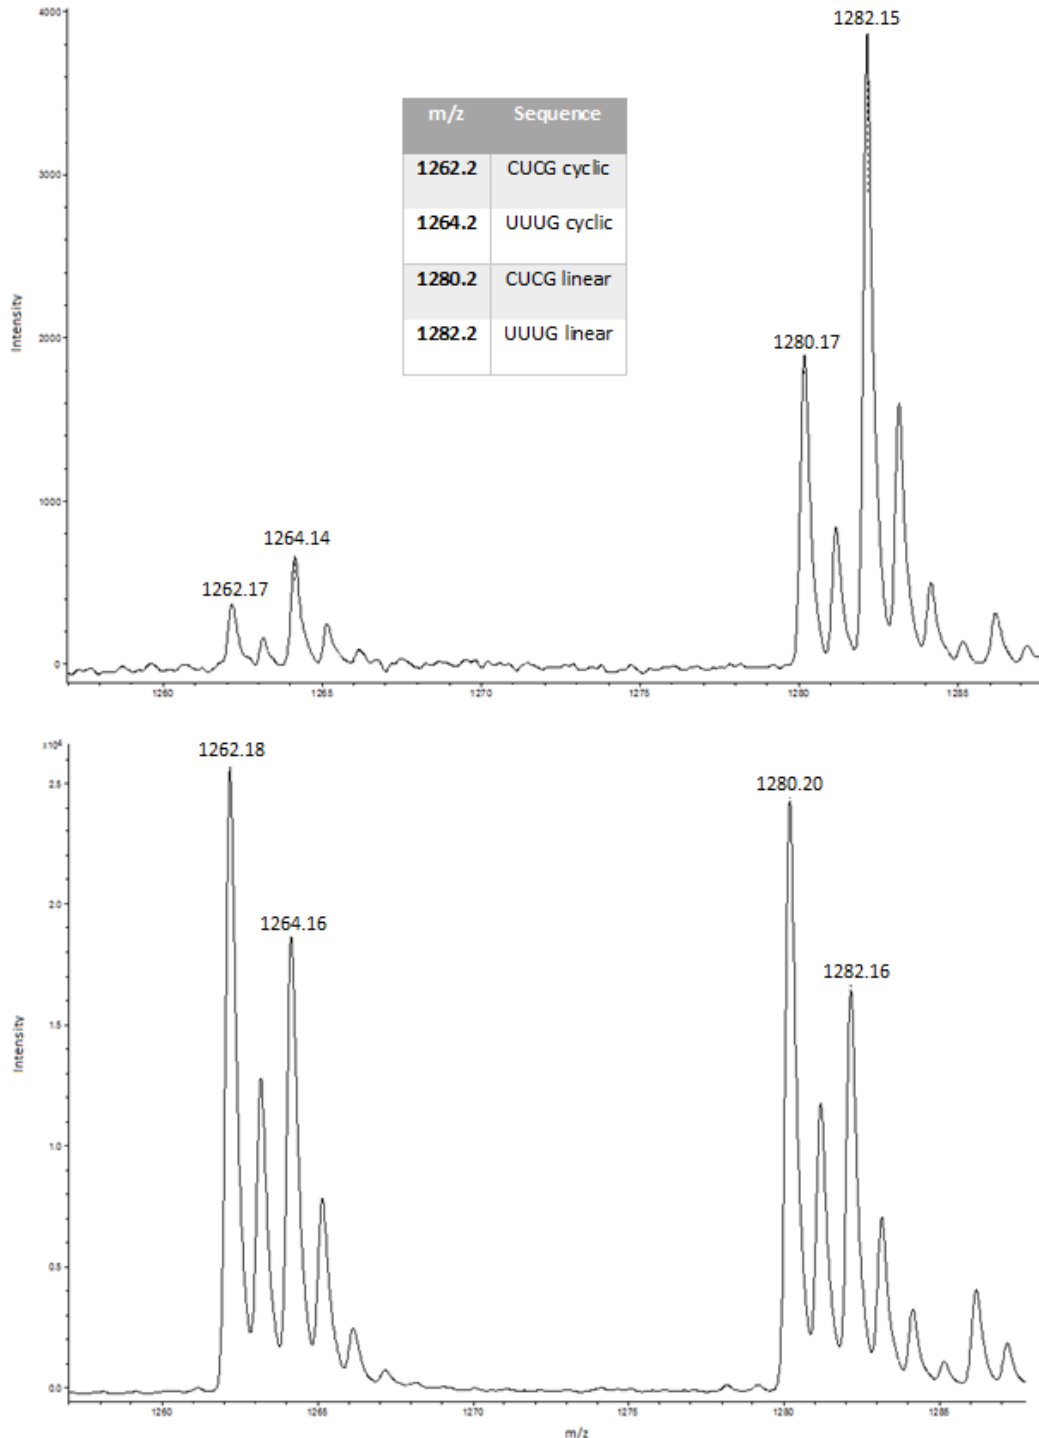 4000
1282.15
m/z Sequence
1262.2 CUCG cyclic
1264.2 UUUG cyclic
1280.2 CUCG linear
1282.2 UUUG linear
3000
Intensity
2000
1280.17
1000
1264.14
1262.17
0
1260 1265 1270 1275 1280 1285
x10⁴
1262.18
1280.20
2.5
1264.16
2.0
1282.16
1.5
Intensity
1.0
0.5
0.0
1260 1265 1270 1275 1280 1285
m/z